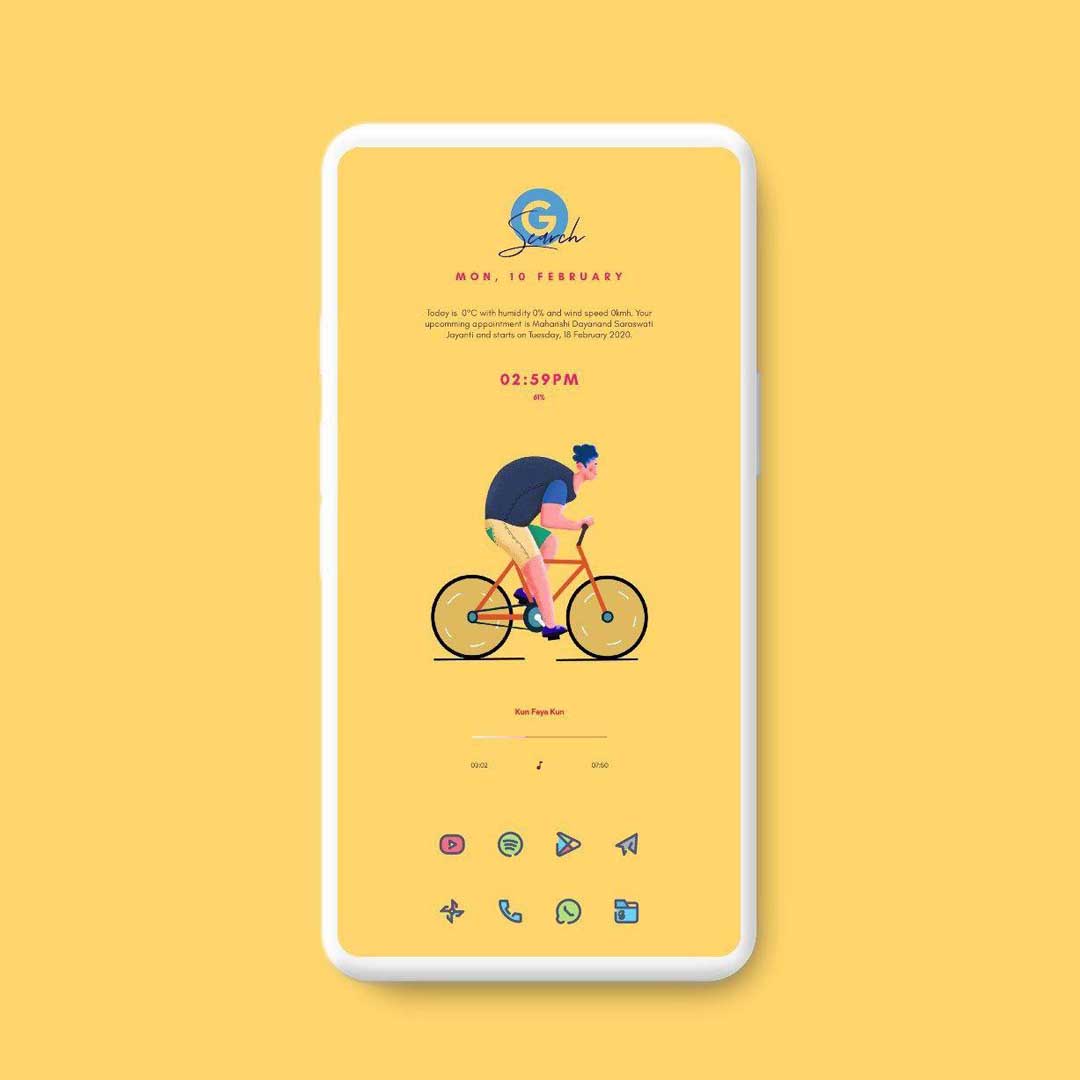 G
Search
MON, 10 FEBRUARY
Today is 0°C with humidity 0% and wind speed 0kmh. Your
upcomming appointment is Maharishi Dayanand Saraswati
Jayanti and starts on Tuesday, 18 February 2020.
02:59PM
61%
Kun Faya Kun
03:02 07:50